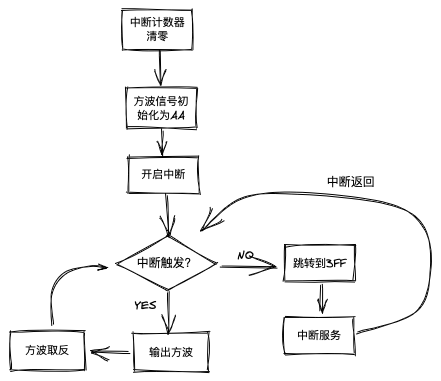 中断计数器
清零
方波信号初
始化为AA
开启中断
中断返回
中断触发?
NO
跳转到3FF
YES
中断服务
方波取反
输出方波